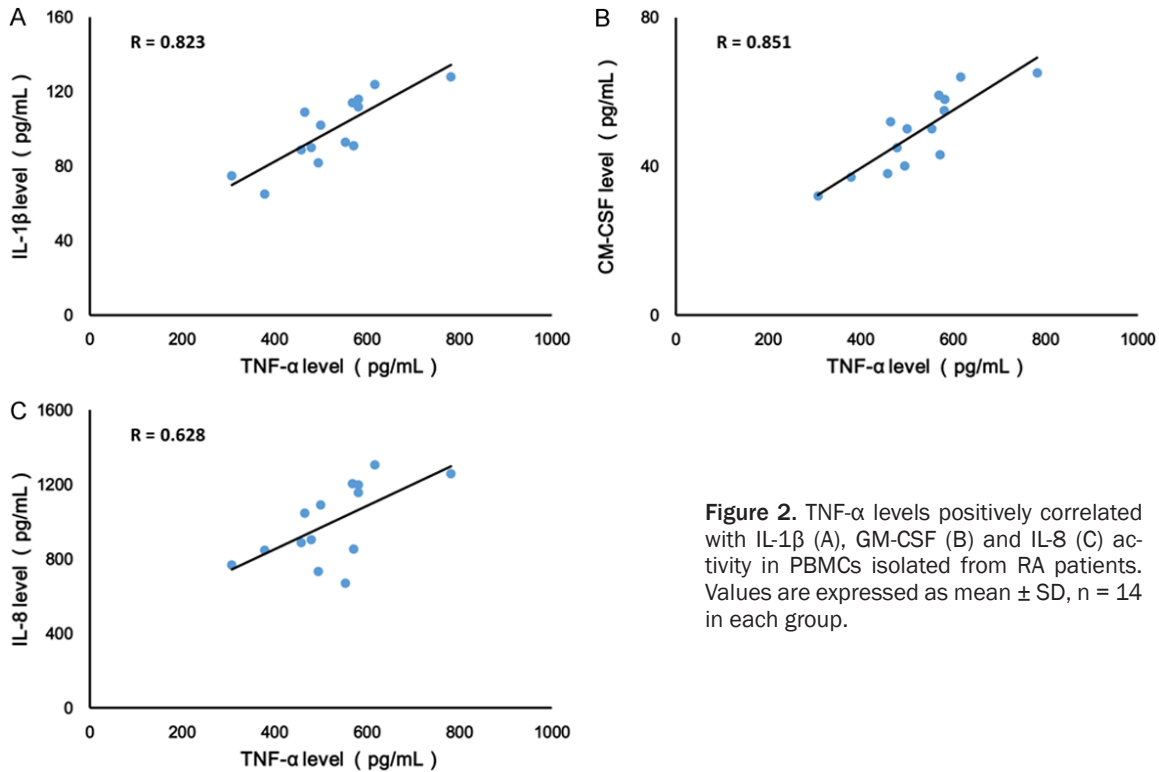 A
R = 0.823
160
120
80
40
0
IL-1β level ( pg/mL )
0 200 400 600 800 1000
TNF-α level ( pg/mL )
B
R = 0.851
80
40
0
CM-CSF level ( pg/mL )
0 200 400 600 800 1000
TNF-α level ( pg/mL )
C
R = 0.628
1600
1200
800
400
0
IL-8 level ( pg/mL )
0 200 400 600 800 1000
TNF-α level ( pg/mL )
Figure 2. TNF-α levels positively correlated
with IL-1β (A), GM-CSF (B) and IL-8 (C) ac-
tivity in PBMCs isolated from RA patients.
Values are expressed as mean ± SD, n = 14
in each group.